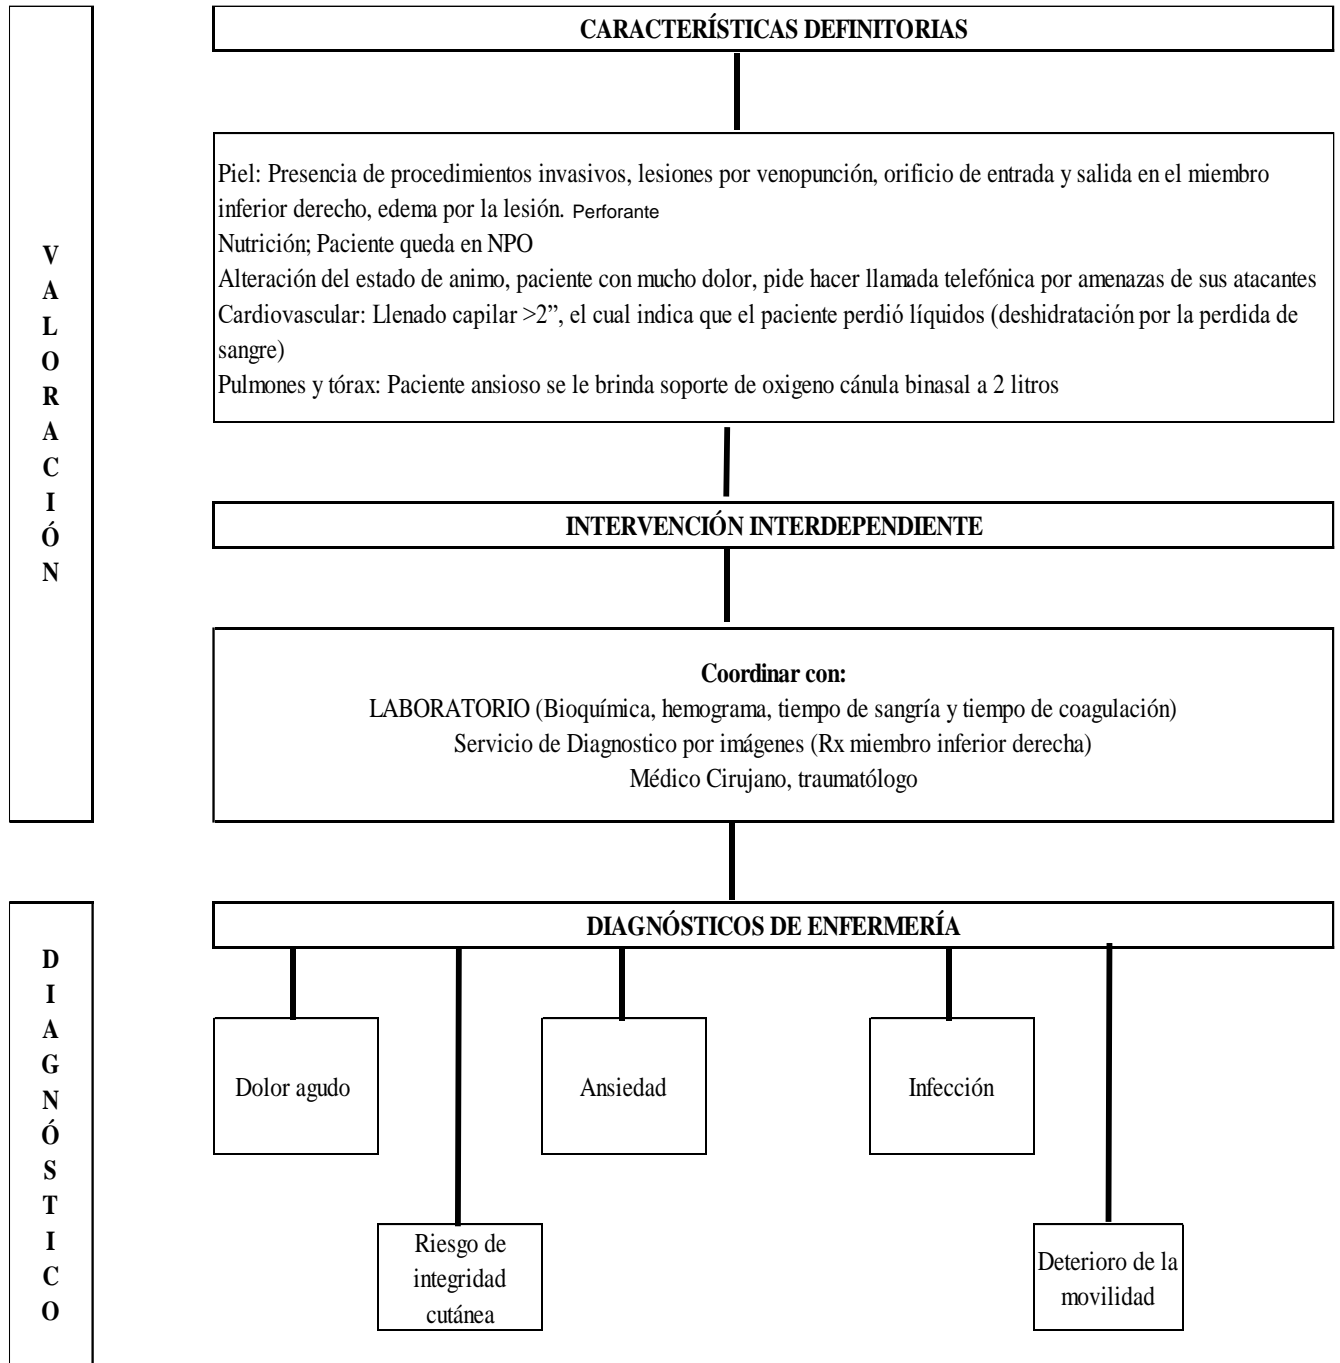 CARACTERÍSTICAS DEFINITORIAS
VALORACIÓN
Piel: Presencia de procedimientos invasivos, lesiones por venopunción, orificio de entrada y salida en el miembro
inferior derecho, edema por la lesión. Perforante
Nutrición; Paciente queda en NPO
Alteración del estado de animo, paciente con mucho dolor, pide hacer llamada telefónica por amenazas de sus atacantes
Cardiovascular: Llenado capilar >2”, el cual indica que el paciente perdió líquidos (deshidratación por la perdida de
sangre)
Pulmones y tórax: Paciente ansioso se le brinda soporte de oxigeno cánula binasal a 2 litros
INTERVENCIÓN INTERDEPENDIENTE
Coordinar con:
LABORATORIO (Bioquímica, hemograma, tiempo de sangría y tiempo de coagulación)
Servicio de Diagnostico por imágenes (Rx miembro inferior derecha)
Médico Cirujano, traumatólogo
DIAGNÓSTICO
DIAGNÓSTICOS DE ENFERMERÍA
Dolor agudo
Ansiedad
Infección
Riesgo de
integridad
cutánea
Deterioro de la
movilidad